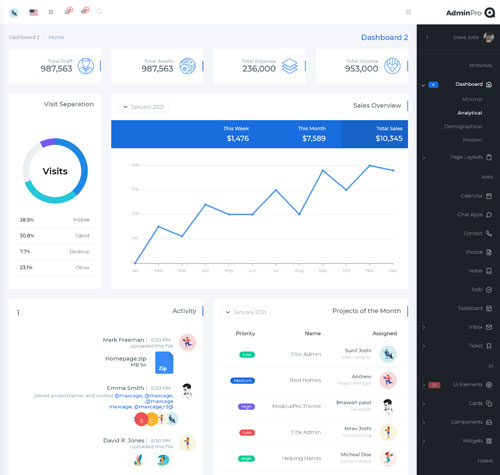 AdminPro
Dashboard 2
Home
Dashboard 2
Total Staff
987,563
Total Assets
987,563
Total Expense
236,000
Total Income
953,000
Visit Separation
Visits
38.5% Mobile
30.8% Tablet
7.7% Desktop
23.1% Other
January 2021
Sales Overview
This Week
$1,476
This Month
$7,589
Total Sales
$10,345
Jan Feb Mar Apr May Jun Jul Aug Sep Oct Nov Dec
Activity
Mark Freeman 6:30 PM
uploaded this file
Homepage.zip
MB 54
Zip
Emma Smith 6:30 PM
joined projectname, and invited @maxcage, @maxcage,
@maxcage, @maxcage
maxcage, @maxcage,+3@
David R. Jones 6:30 PM
uploaded this file
January 2021
Projects of the Month
Priority Name Assigned
Low Elite Admin Sunil Joshi
Web Designer
Medium Real Homes Andrew
Project Manager
High MedicalPro Theme Bhavesh patel
Developer
Low Elite Admin Nirav Joshi
Frontend Eng
High Helping Hands Micheal Doe
Content Writer
Steve Jobs
PERSONAL
4 Dashboard
Minimal
Analytical
Demographical
Modern
Page Layouts
APPS
Calendar
Chat Apps
Contact
Invoice
Notes
Todo
Taskboard
Inbox
Ticket
UI
UI Elements
Cards
Components
Widgets
FORMS